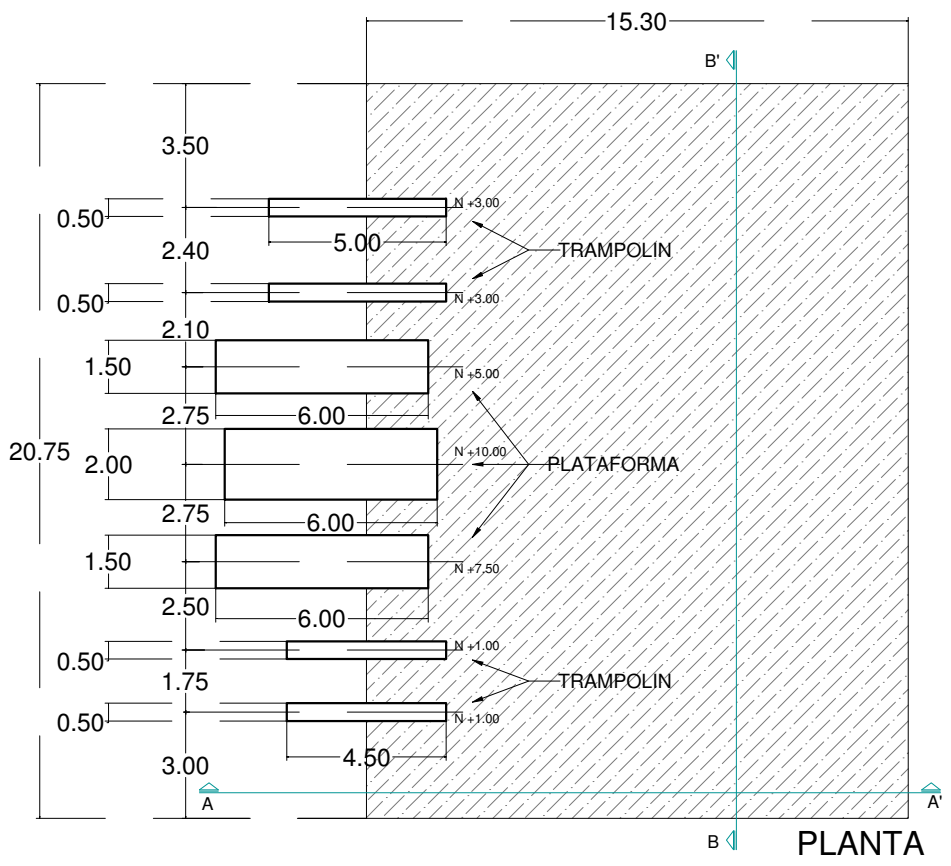 15.30
B'
3.50
N +3.00
0.50
5.00
2.40
TRAMPOLIN
0.50
N +3.00
2.10
1.50
N +5.00
2.75
6.00
N +10.00
20.75
2.00
PLATAFORMA
2.75
6.00
1.50
N +7.50
2.50
6.00
N +1.00
0.50
1.75
TRAMPOLIN
0.50
N +1.00
4.50
3.00
A
A'
B
PLANTA